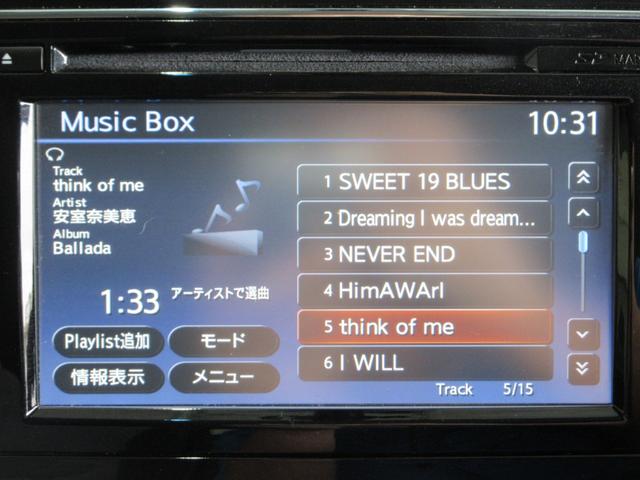 Music Box
10:31
Track
think of me
Artist
安室奈美恵
Album
Ballada
1:33
アーティストで選曲
Playlist追加
モード
情報表示
メニュー
1 SWEET 19 BLUES
2 Dreaming I was dream...
3 NEVER END
4 HimAWArI
5 think of me
6 I WILL
Track 5/15